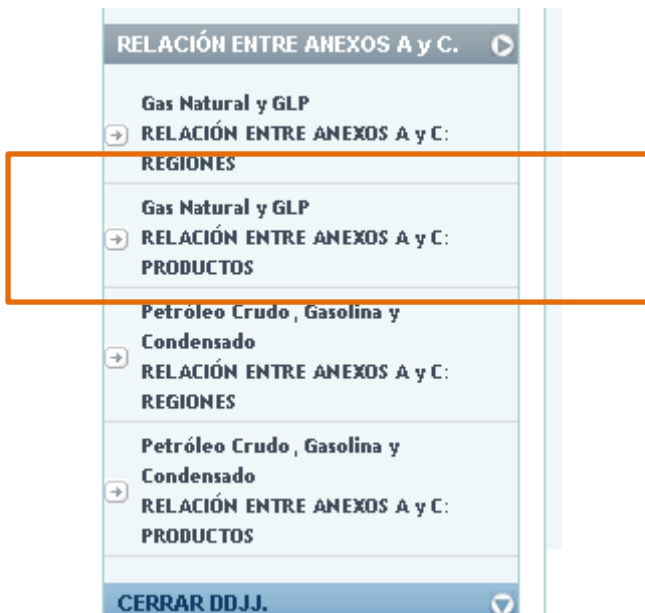 RELACIÓN ENTRE ANEXOS A y C.
Gas Natural y GLP
RELACIÓN ENTRE ANEXOS A y C:
REGIONES
Gas Natural y GLP
RELACIÓN ENTRE ANEXOS A y C:
PRODUCTOS
Petróleo Crudo, Gasolina y
Condensado
RELACIÓN ENTRE ANEXOS A y C:
REGIONES
Petróleo Crudo, Gasolina y
Condensado
RELACIÓN ENTRE ANEXOS A y C:
PRODUCTOS
CERRAR DDJJ.